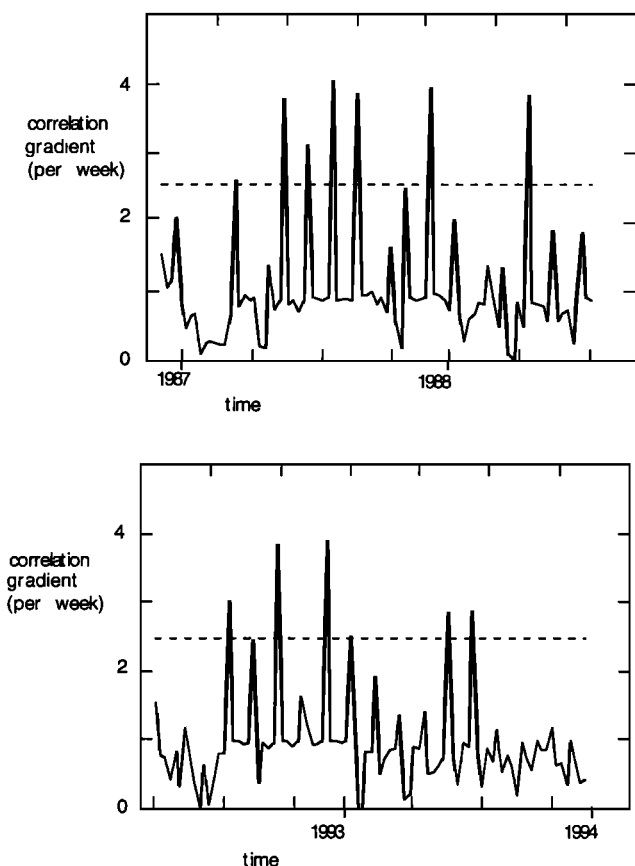 4
correlation
gradient
(per week)
2
0
1987
1988
time
4
correlation
gradient
(per week)
2
0
1993
1994
time